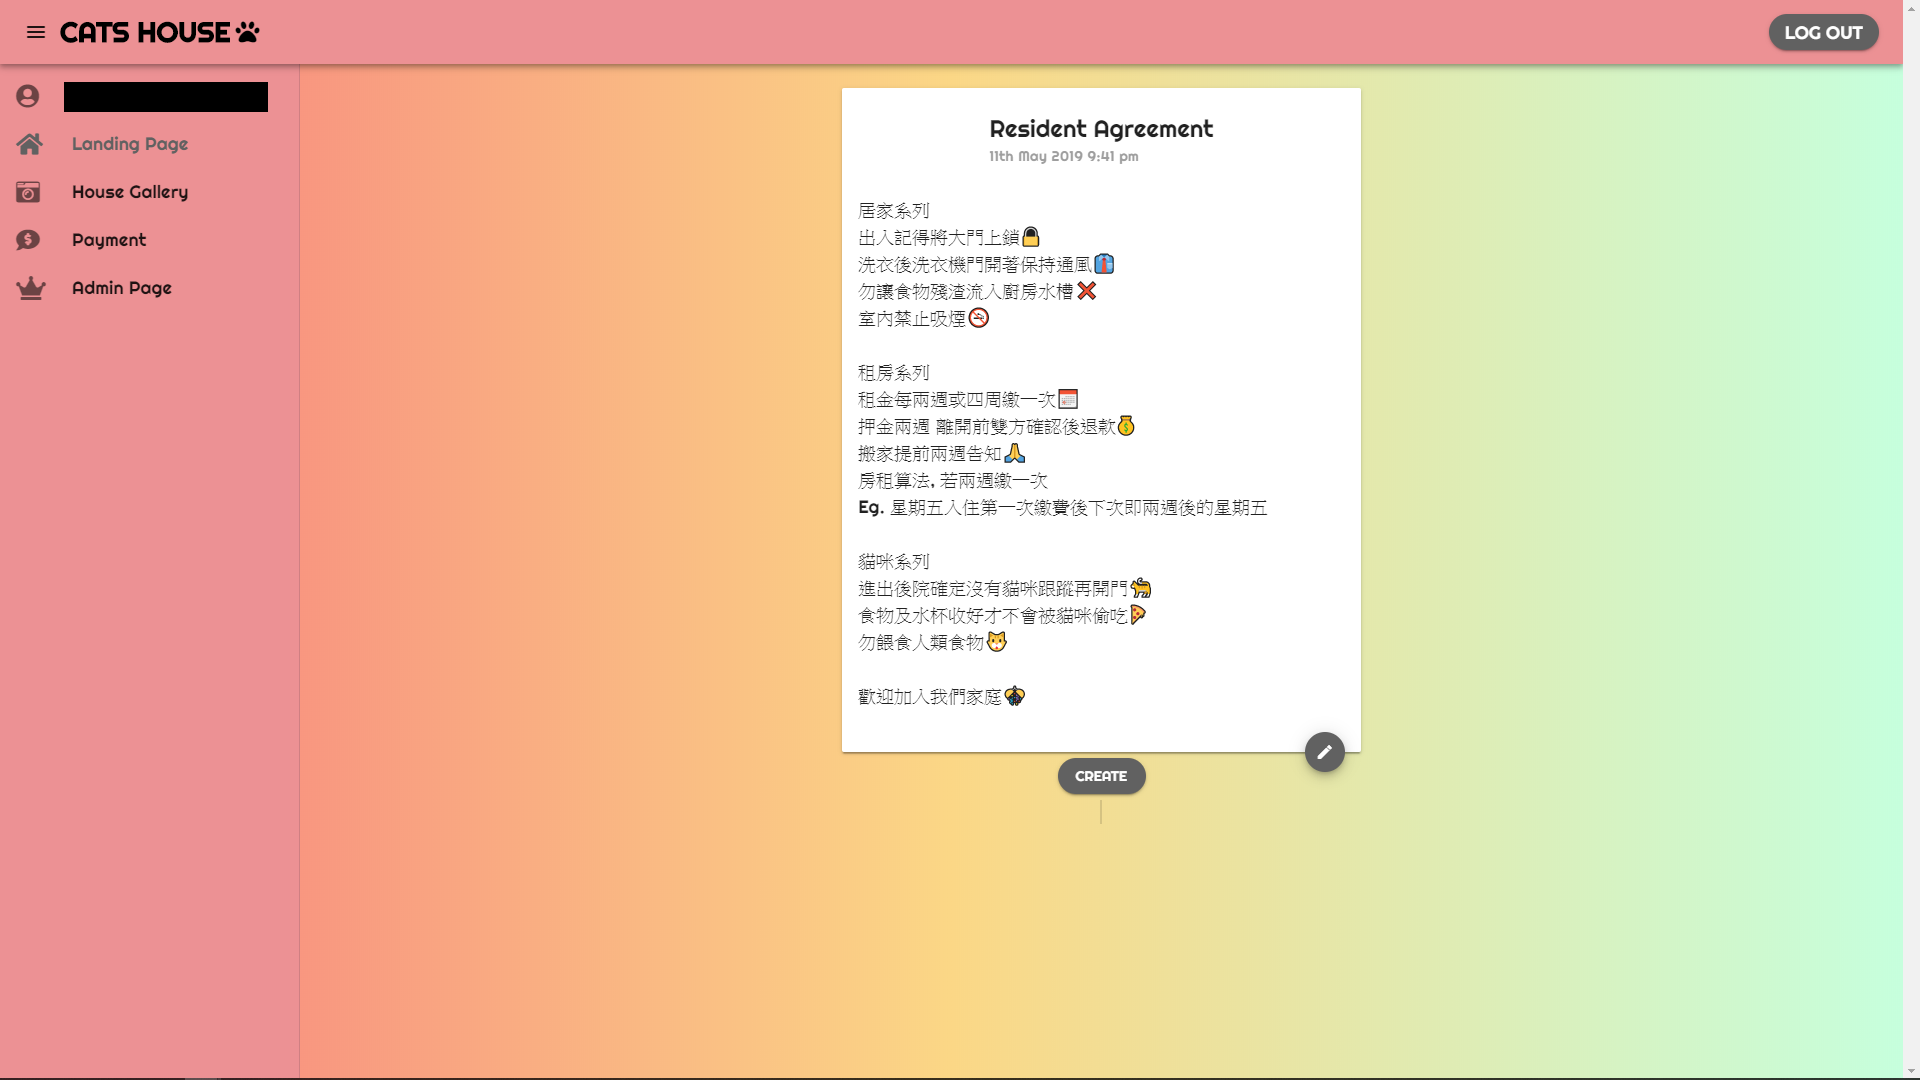 CATS HOUSE
LOG OUT
Landing Page
House Gallery
Payment
Admin Page
Resident Agreement
11th May 2019 9:41 pm
居家系列
出入記得將大門上鎖🔒
洗衣後洗衣機門開著保持通風👔
勿讓食物殘渣流入廚房水槽❌
室內禁止吸煙🚭
租房系列
租金每兩週或四周繳一次📅
押金兩週 離開前雙方確認後退款💰
搬家提前兩週告知🙏
房租算法, 若兩週繳一次
Eg. 星期五入住第一次繳費後下次即兩週後的星期五
貓咪系列
進出後院確定沒有貓咪跟蹤再開門🐈
食物及水杯收好才不會被貓咪偷吃🍕
勿餵食人類食物🐱
歡迎加入我們家庭
CREATE